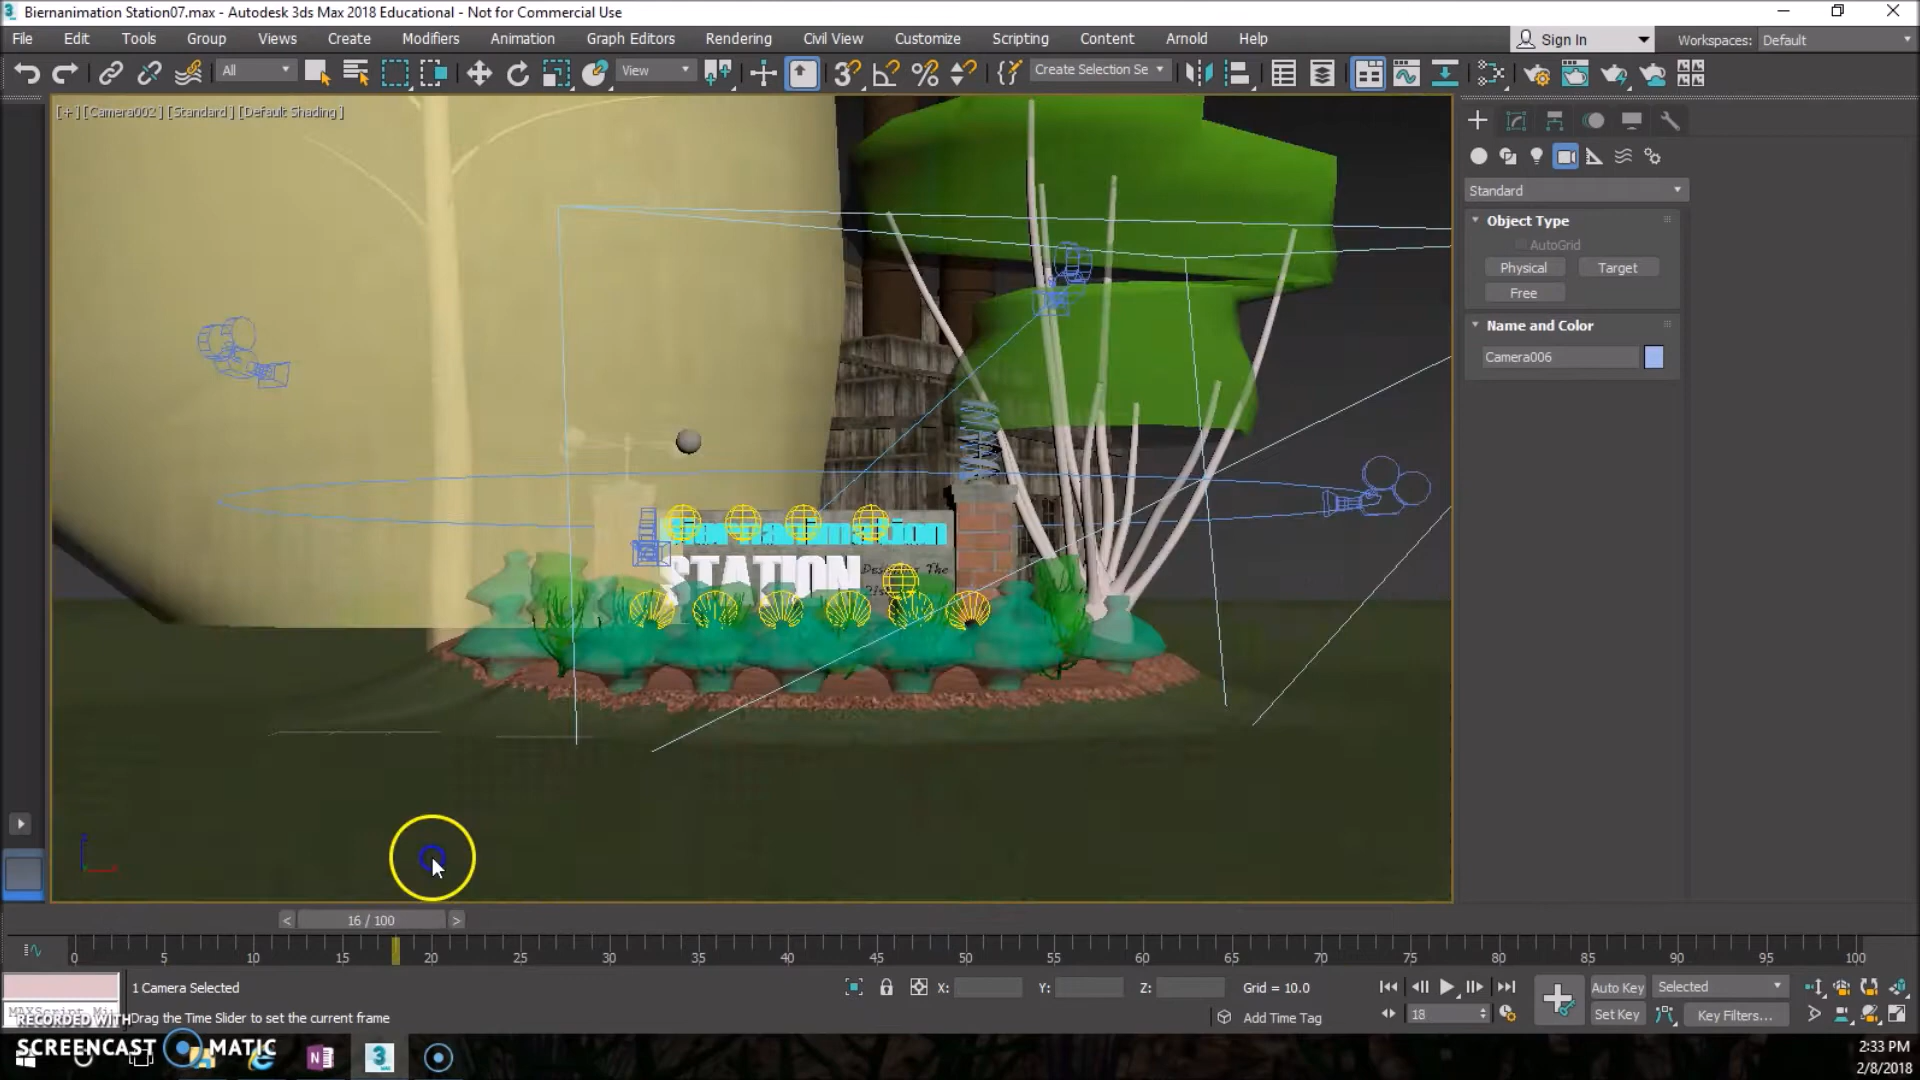 Biernanimation Station07.max - Autodesk 3ds Max 2018 Educational - Not for Commercial Use
File Edit Tools Group Views Create Modifiers Animation Graph Editors Rendering Civil View Customize Scripting Content Arnold Help Sign In Workspaces: Default
All View Create Selection Se
[+] [Camera002] [Standard] [Default Shading]
Standard
Object Type
AutoGrid
Physical Target
Free
Name and Color
Camera006
STATION
The
< 16 / 100 >
0 5 10 15 20 25 30 35 40 45 50 55 60 65 70 75 80 85 90 95 100
1 Camera Selected X: Y: Z: Grid = 10.0 Auto Key Selected
Drag the Time Slider to set the current frame Add Time Tag 18 Set Key Key Filters...
RECORDED WITH
SCREENCAST MATIC
2:33 PM
2/8/2018